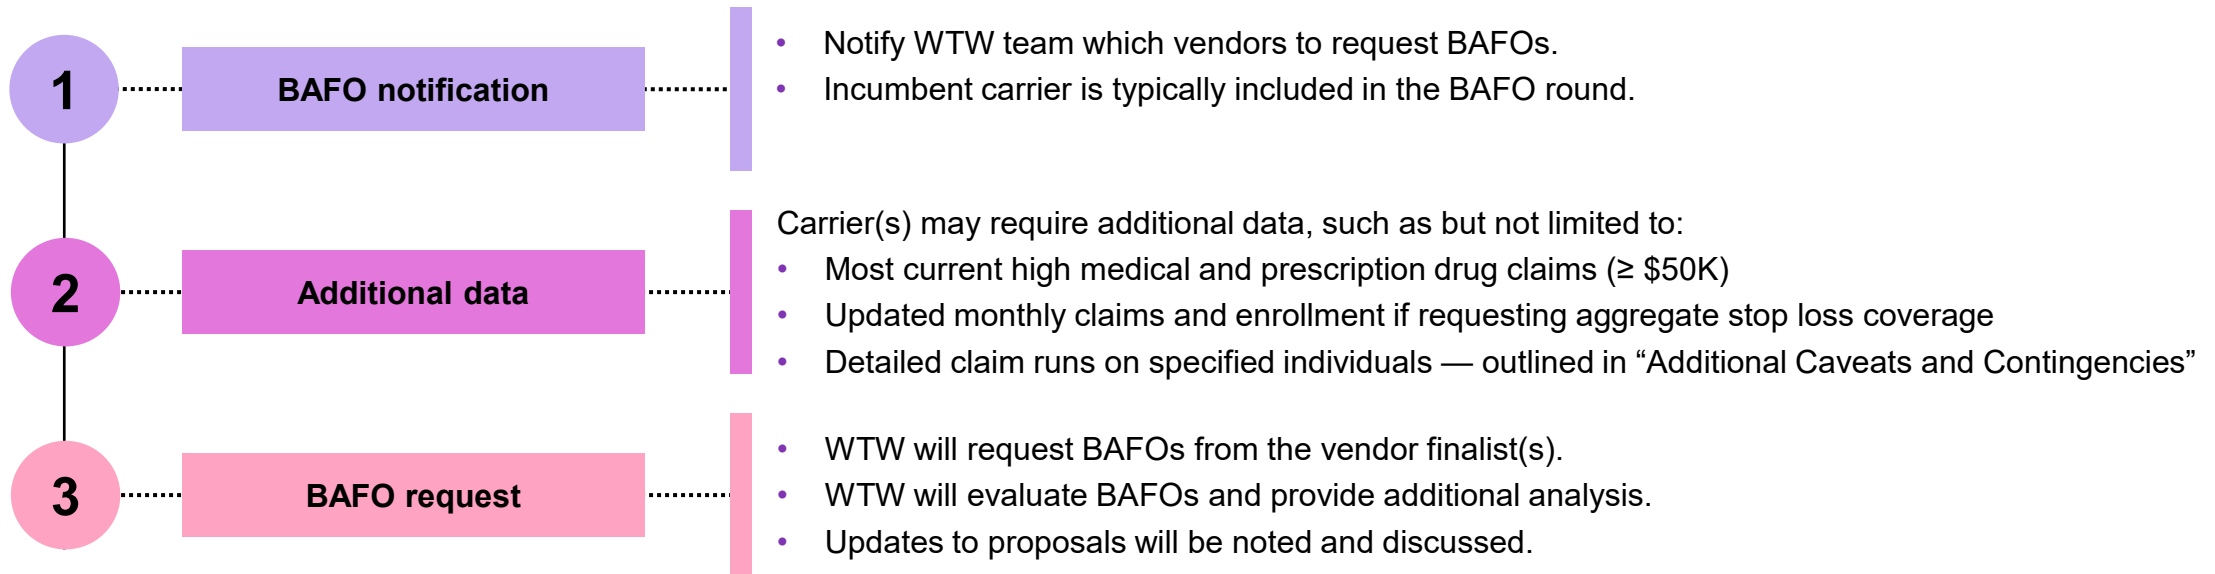 1
BAFO notification
• Notify WTW team which vendors to request BAFOs.
• Incumbent carrier is typically included in the BAFO round.
2
Additional data
Carrier(s) may require additional data, such as but not limited to:
• Most current high medical and prescription drug claims (≥ $50K)
• Updated monthly claims and enrollment if requesting aggregate stop loss coverage
• Detailed claim runs on specified individuals — outlined in “Additional Caveats and Contingencies”
3
BAFO request
• WTW will request BAFOs from the vendor finalist(s).
• WTW will evaluate BAFOs and provide additional analysis.
• Updates to proposals will be noted and discussed.